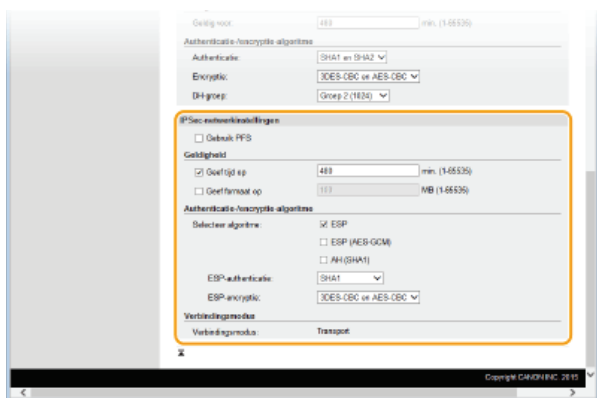 Geldig voor: 480 min. (1-65535)
Authenticatie-/encryptie-algoritme
Authenticatie: SHA1 en SHA2
Encryptie: 3DES-CBC en AES-CBC
DH-groep: Groep 2 (1024)
IPSec-netwerkinstellingen
Gebruik PFS
Geldigheid
Geef tijd op 480 min. (1-65535)
Geef formaat op MB (1-65535)
Authenticatie-/encryptie-algoritme
Selecteer algoritme: ESP
ESP (AES-GCM)
AH (SHA1)
ESP-authenticatie: SHA1
ESP-encryptie: 3DES-CBC en AES-CBC
Verbindingsmodus
Verbindingsmodus: Transport
Copyright CANON INC. 2015